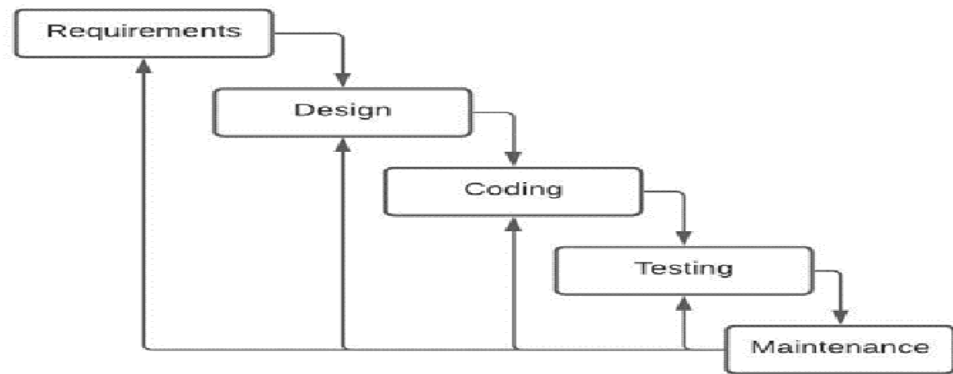 Requirements
Design
Coding
Testing
Maintenance